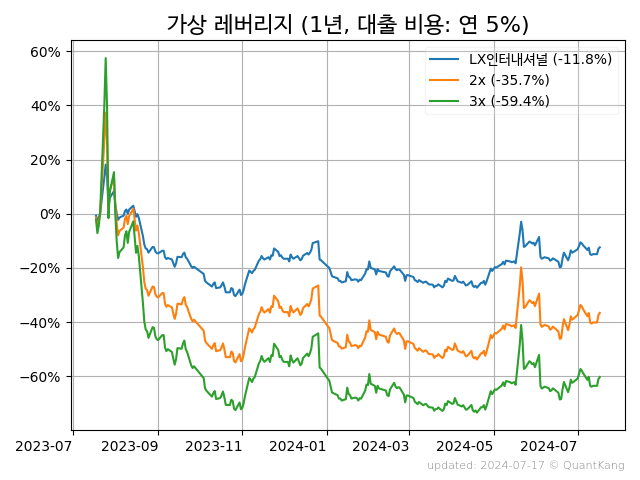 가상 레버리지 (1년, 대출 비용: 연 5%)
60%
40%
20%
0%
−20%
−40%
−60%
LX인터내셔널 (-11.8%)
2x (-35.7%)
3x (-59.4%)
2023-07 2023-09 2023-11 2024-01 2024-03 2024-05 2024-07
updated: 2024-07-17 © QuantKang